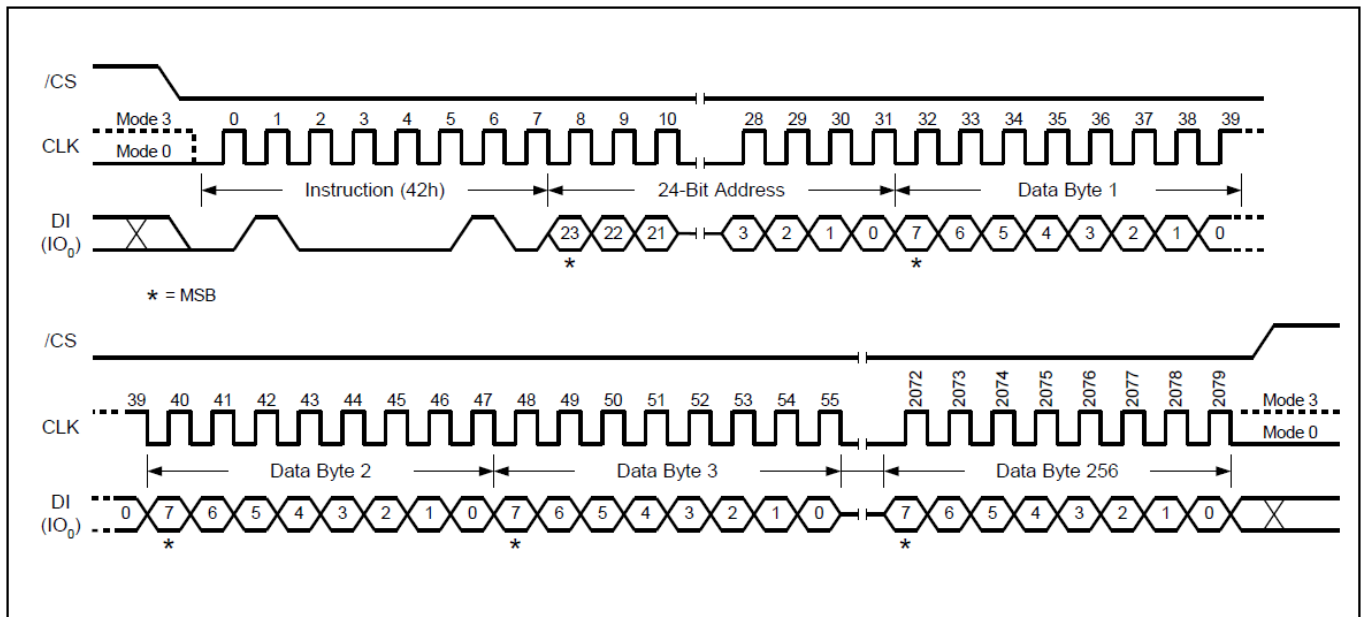 /CS
Mode 3 0 1 2 3 4 5 6 7 8 9 10 28 29 30 31 32 33 34 35 36 37 38 39
CLK
Mode 0
Instruction (42h) 24-Bit Address Data Byte 1
DI
(IO0) 23 22 21 3 2 1 0 7 6 5 4 3 2 1 0
* *
* = MSB
/CS
39 40 41 42 43 44 45 46 47 48 49 50 51 52 53 54 55 2072 2073 2074 2075 2076 2077 2078 2079 Mode 3
CLK
Mode 0
Data Byte 2 Data Byte 3 Data Byte 256
DI
(IO0) 0 7 6 5 4 3 2 1 0 7 6 5 4 3 2 1 0 7 6 5 4 3 2 1 0
* * *